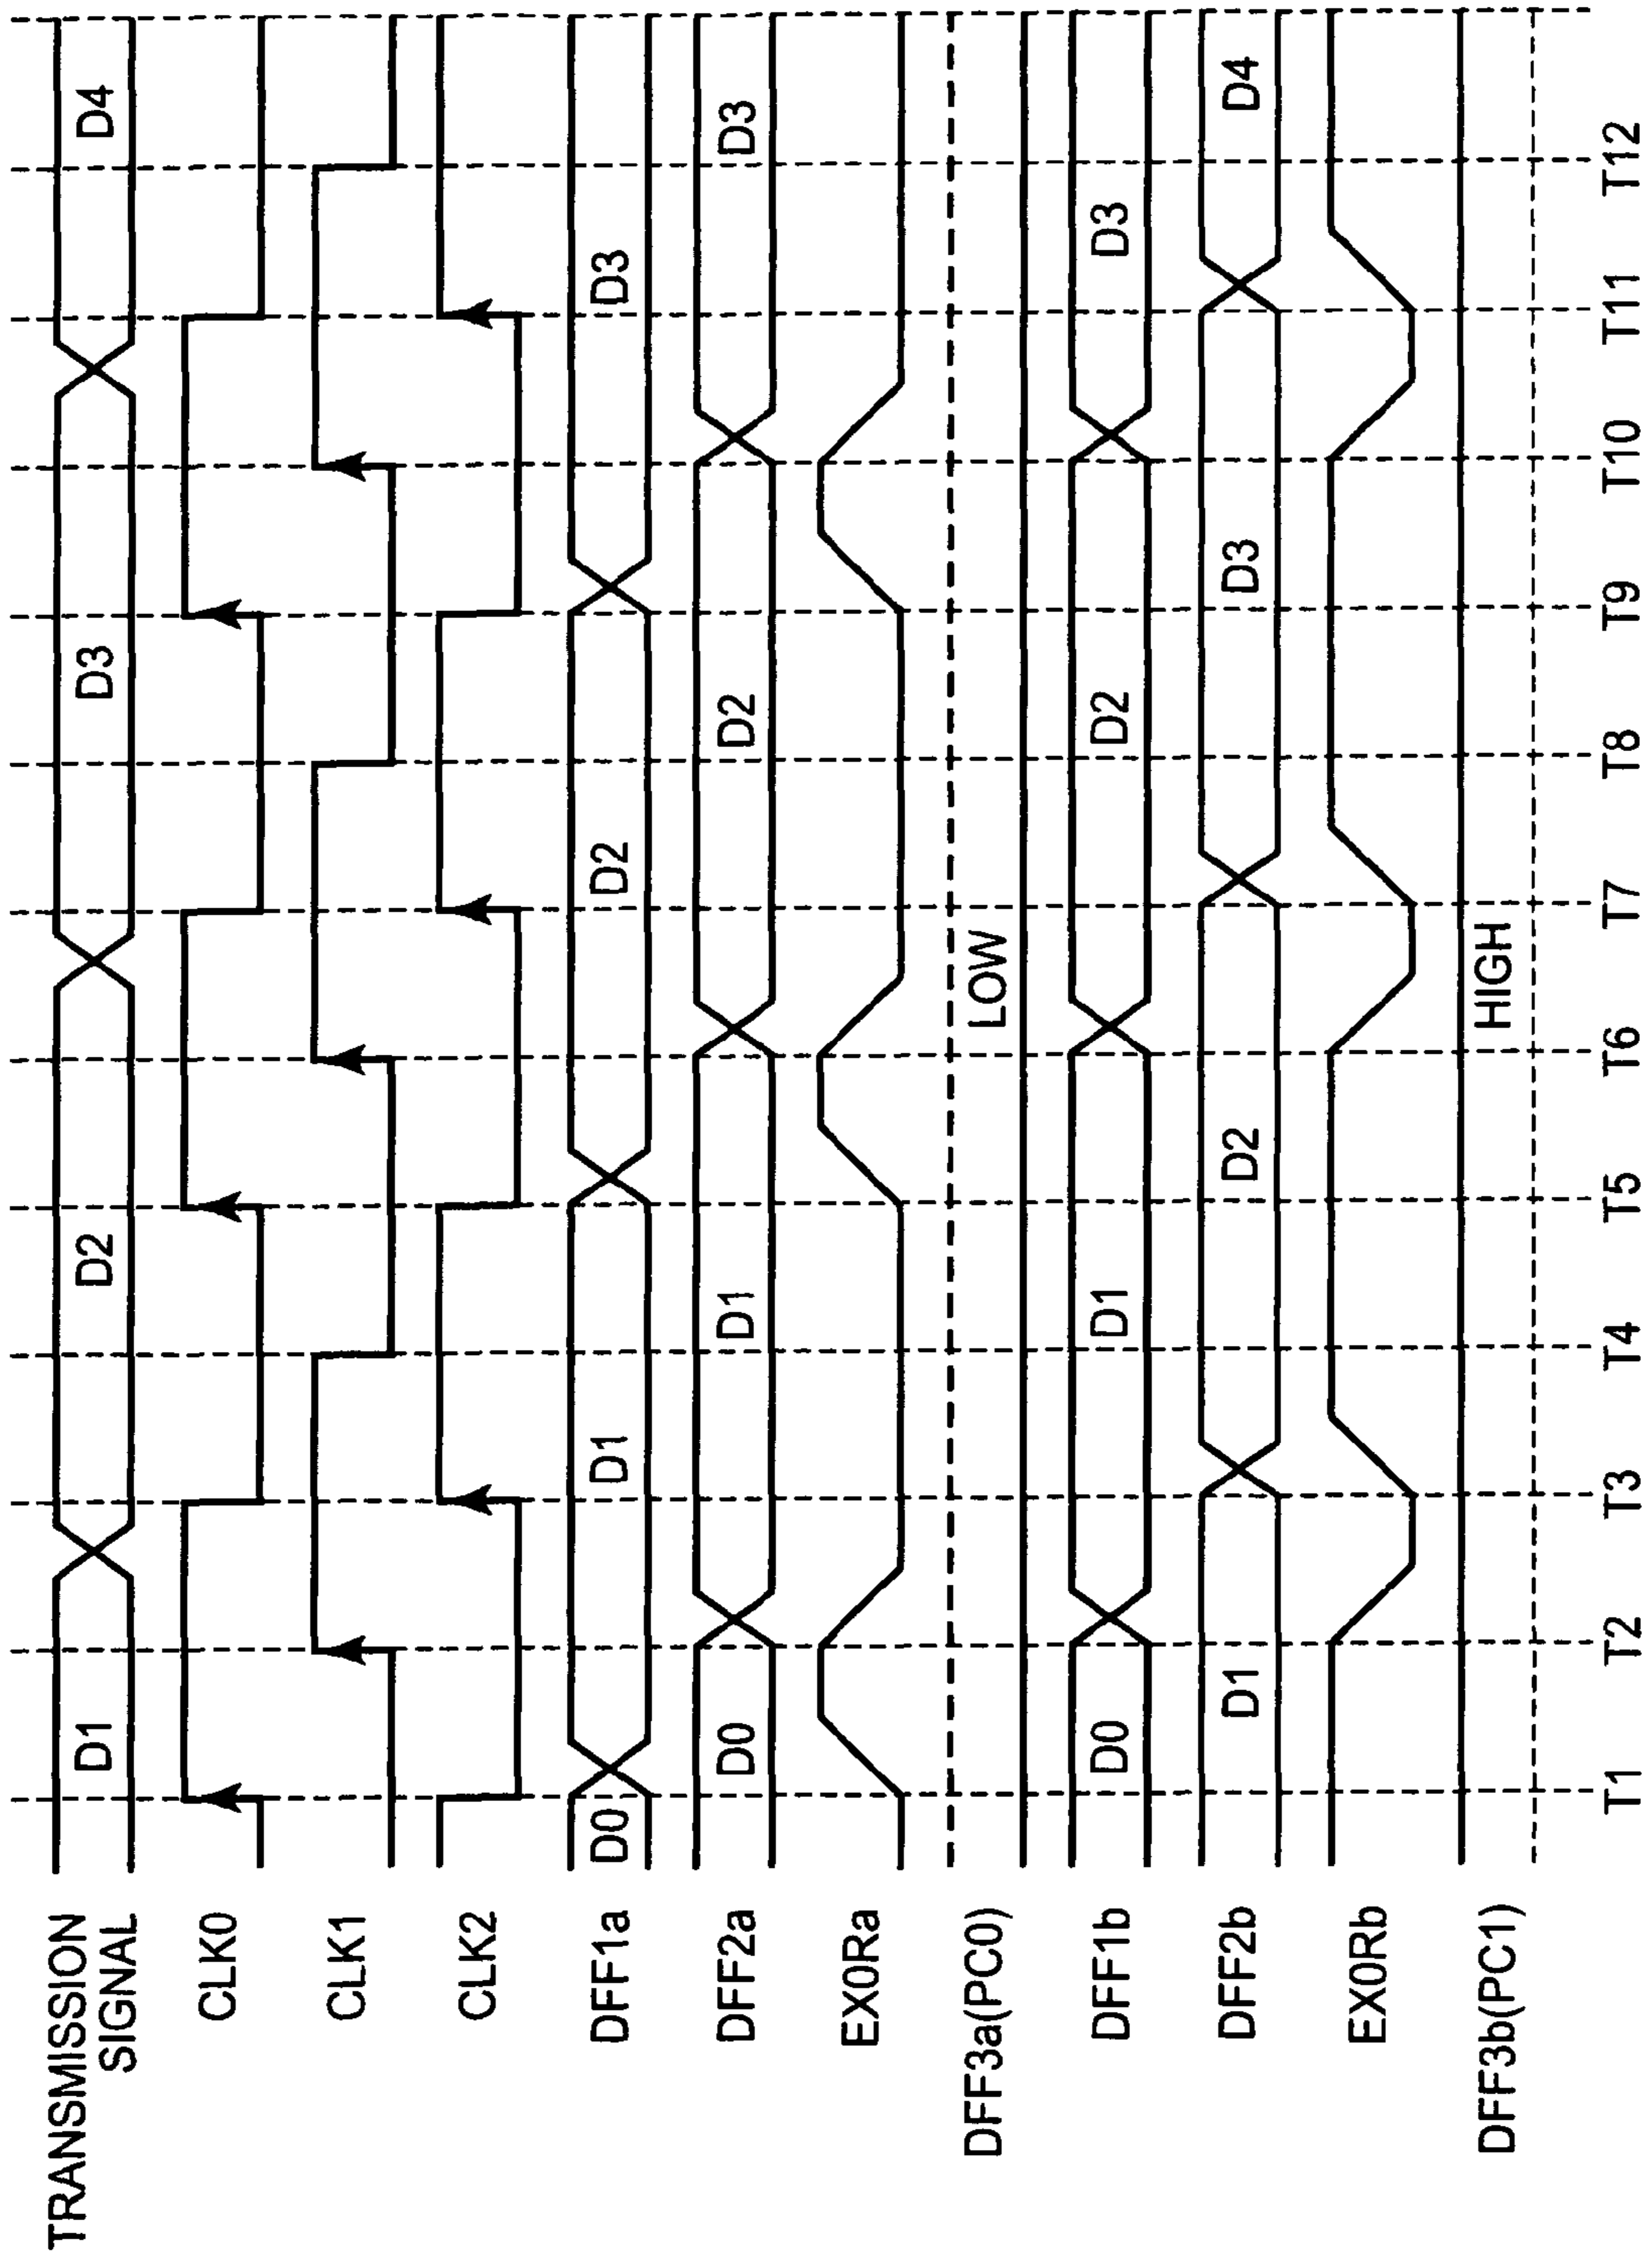 TRANSMISSION
SIGNAL
D1
D2
D3
D4
CLK0
CLK1
CLK2
DFF1a
D0
D1
D2
D3
DFF2a
D0
D1
D2
D3
EX0Ra
DFF3a(PC0)
LOW
DFF1b
D0
D1
D2
D3
DFF2b
D1
D2
D3
D4
EX0Rb
DFF3b(PC1)
HIGH
T1
T2
T3
T4
T5
T6
T7
T8
T9
T10
T11
T12